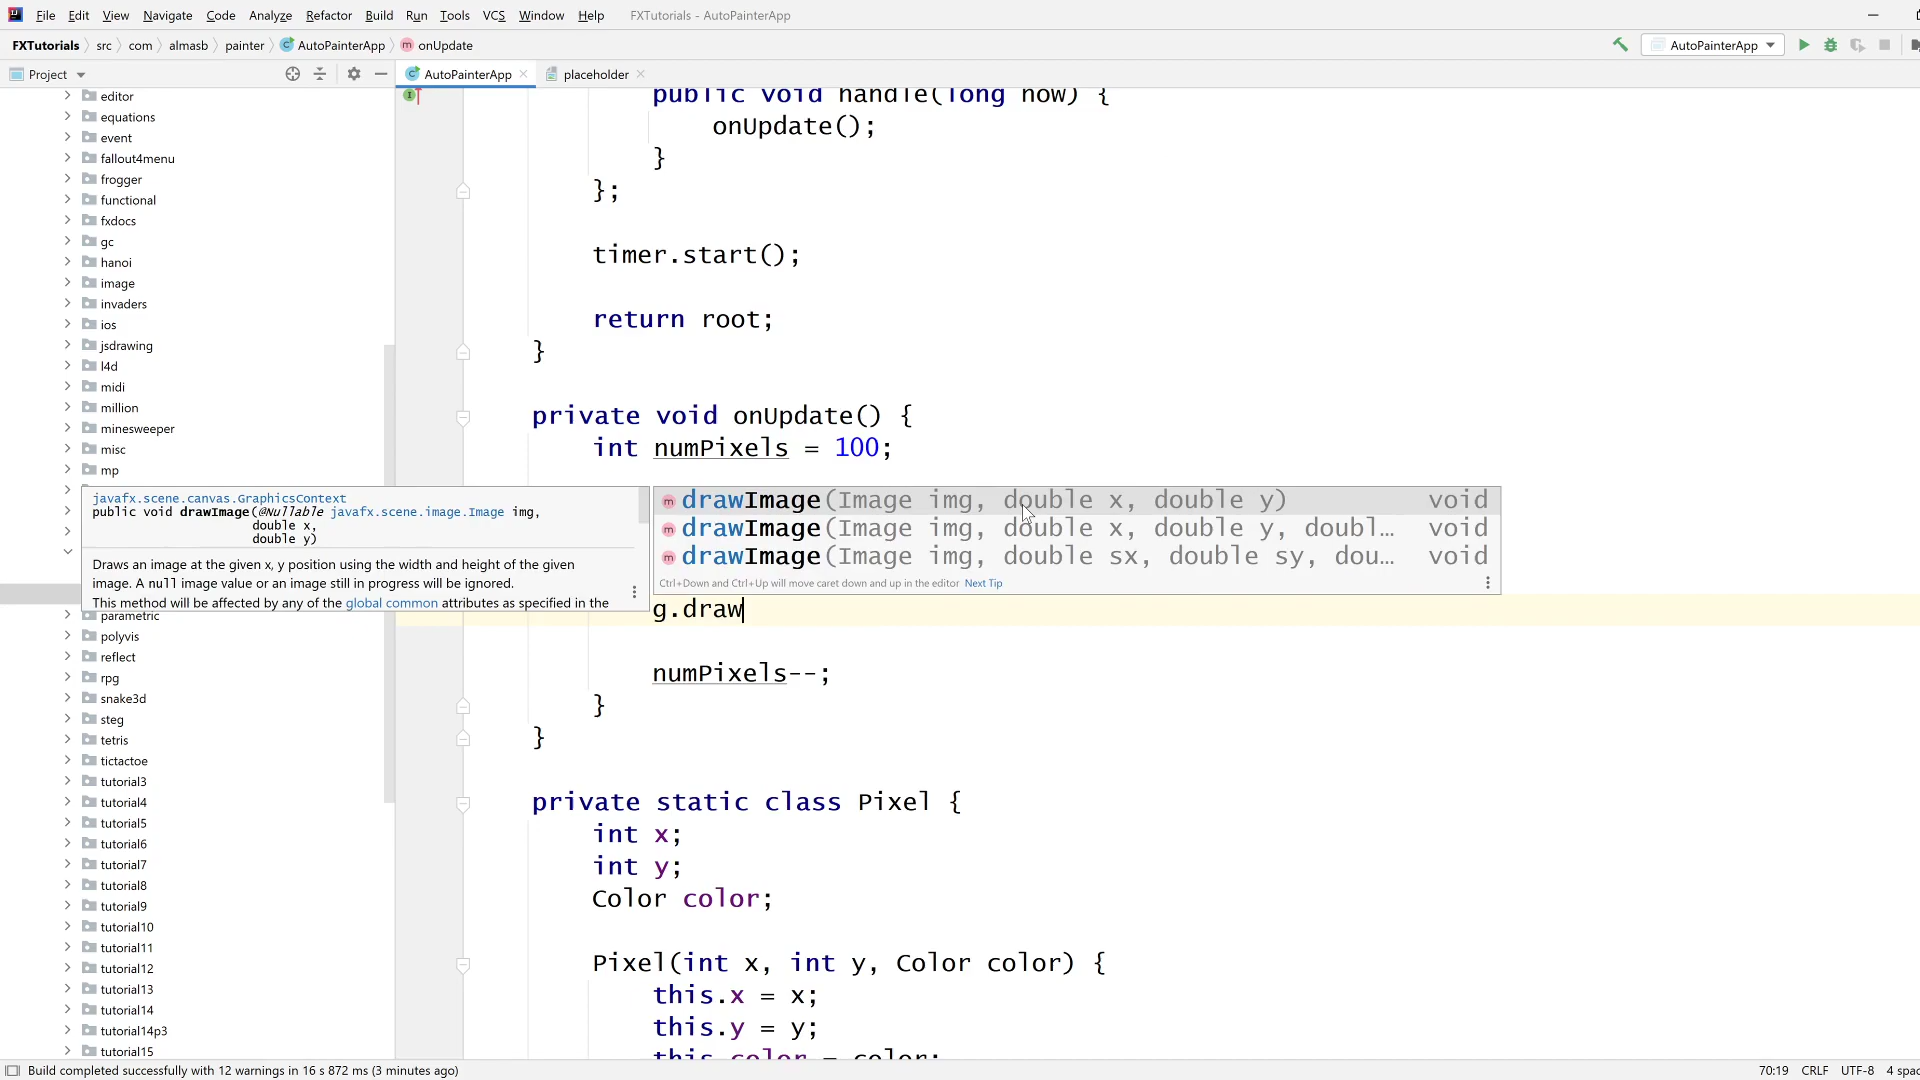 File Edit View Navigate Code Analyze Refactor Build Run Tools VCS Window Help FXTutorials - AutoPainterApp
FXTutorials src com almasb painter AutoPainterApp onUpdate AutoPainterApp
Project AutoPainterApp placeholder
editor
equations
event
fallout4menu
frogger
functional
fxdocs
gc
hanoi
image
invaders
ios
jsdrawing
l4d
midi
million
minesweeper
misc
mp
parametric
polyvis
reflect
rpg
snake3d
steg
tetris
tictactoe
tutorial3
tutorial4
tutorial5
tutorial6
tutorial7
tutorial8
tutorial9
tutorial10
tutorial11
tutorial12
tutorial13
tutorial14
tutorial14p3
tutorial15
public void handle(long now) {
onUpdate();
}
};
timer.start();
return root;
}
private void onUpdate() {
int numPixels = 100;
javafx.scene.canvas.GraphicsContext
public void drawImage(@Nullable javafx.scene.image.Image img,
double x,
double y)
Draws an image at the given x, y position using the width and height of the given
image. A null image value or an image still in progress will be ignored.
This method will be affected by any of the global common attributes as specified in the
drawImage(Image img, double x, double y) void
drawImage(Image img, double x, double y, doubl… void
drawImage(Image img, double sx, double sy, dou… void
Ctrl+Down and Ctrl+Up will move caret down and up in the editor Next Tip
g.draw
numPixels--;
}
}
private static class Pixel {
int x;
int y;
Color color;
Pixel(int x, int y, Color color) {
this.x = x;
this.y = y;
this.color = color;
Build completed successfully with 12 warnings in 16 s 872 ms (3 minutes ago) 70:19 CRLF UTF-8 4 spac